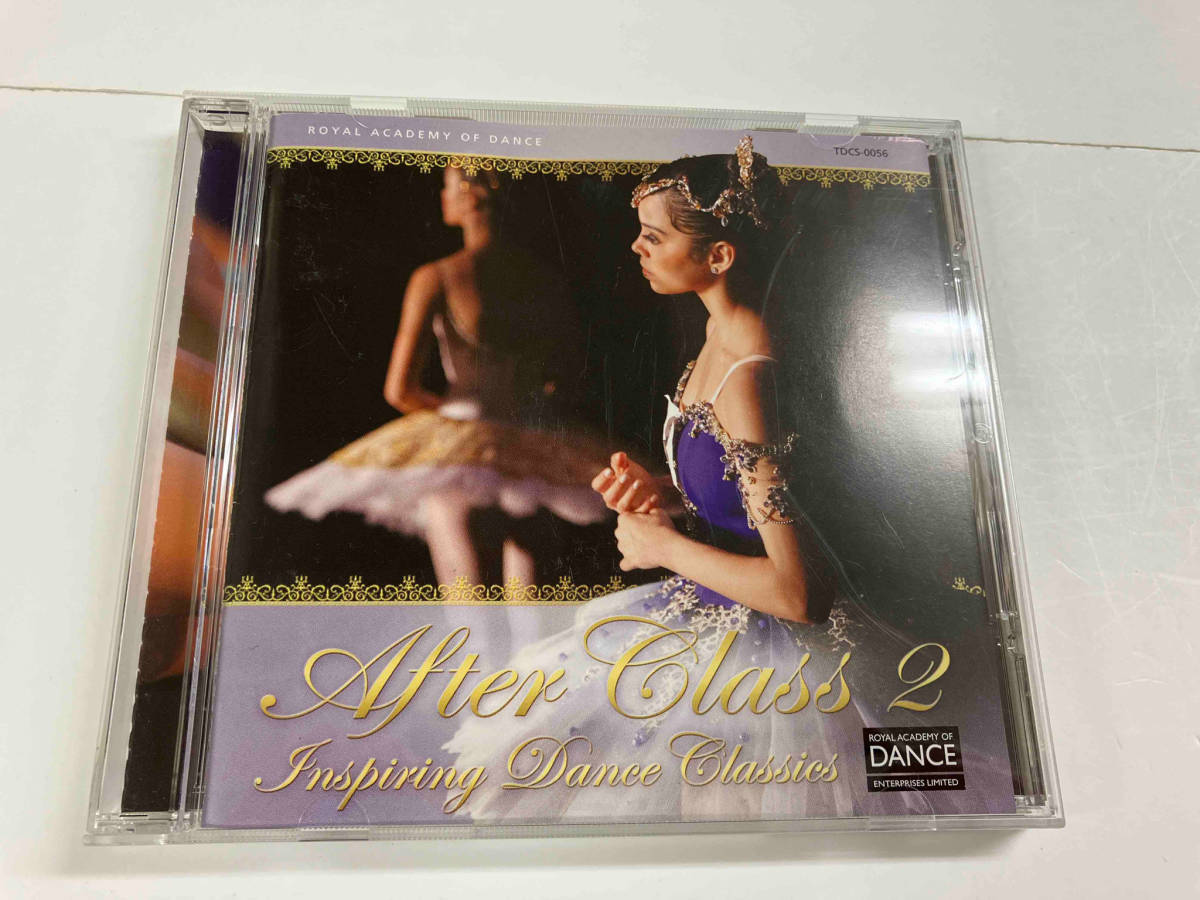 ROYAL ACADEMY OF DANCE
TDCS-0056
After Class 2
Inspiring Dance Classics
ROYAL ACADEMY OF
DANCE
ENTERPRISES LIMITED